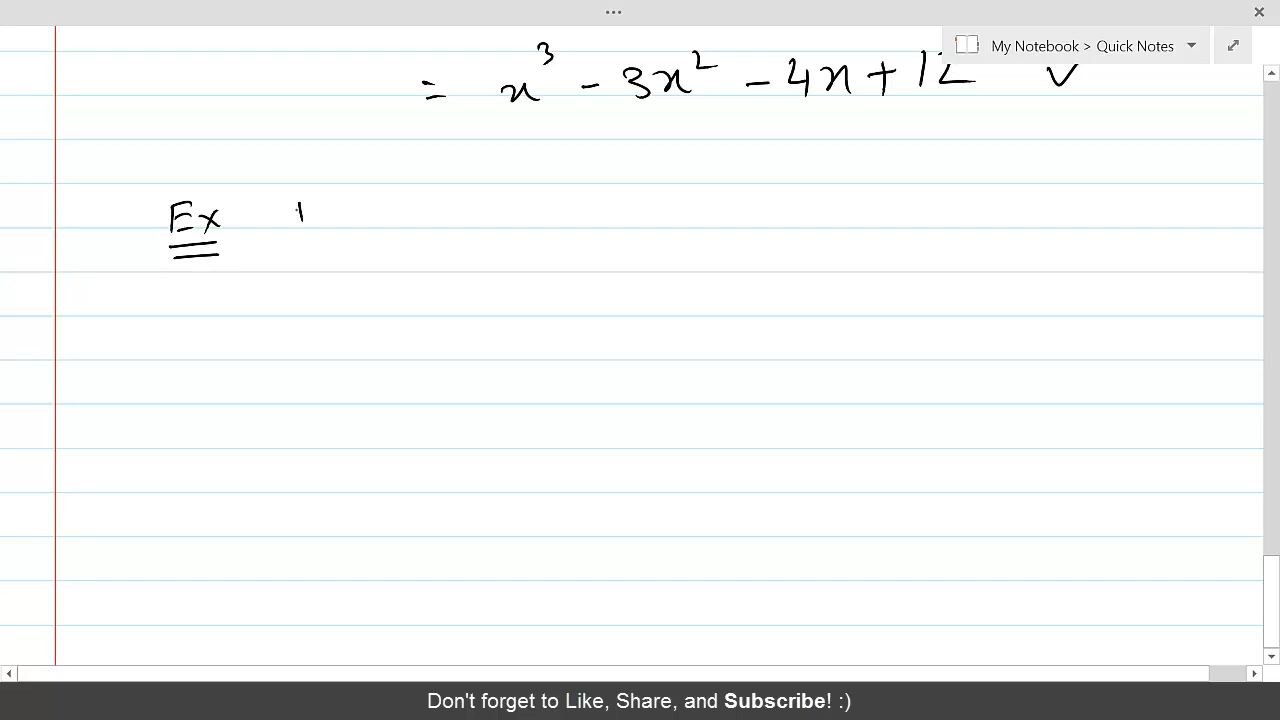 ...
My Notebook > Quick Notes
= x³ - 3x² - 4x + 12 ✓
Ex
Don't forget to Like, Share, and Subscribe! :)